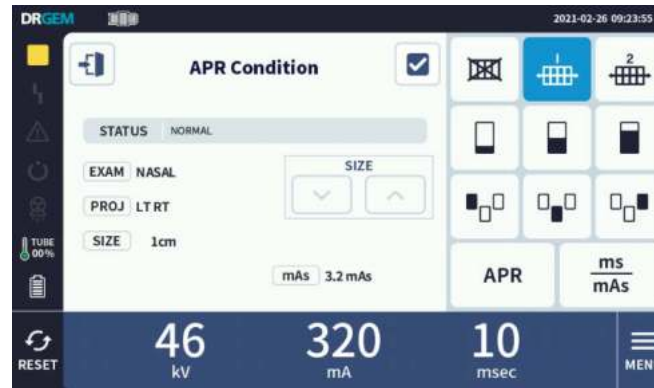 DRGEM
2021-02-26 09:23:55
APR Condition
STATUS NORMAL
EXAM NASAL
PROJ LT RT
SIZE 1cm
SIZE
mAs 3.2 mAs
TUBE
00%
1
2
APR
ms
mAs
RESET
46
kV
320
mA
10
msec
MEN